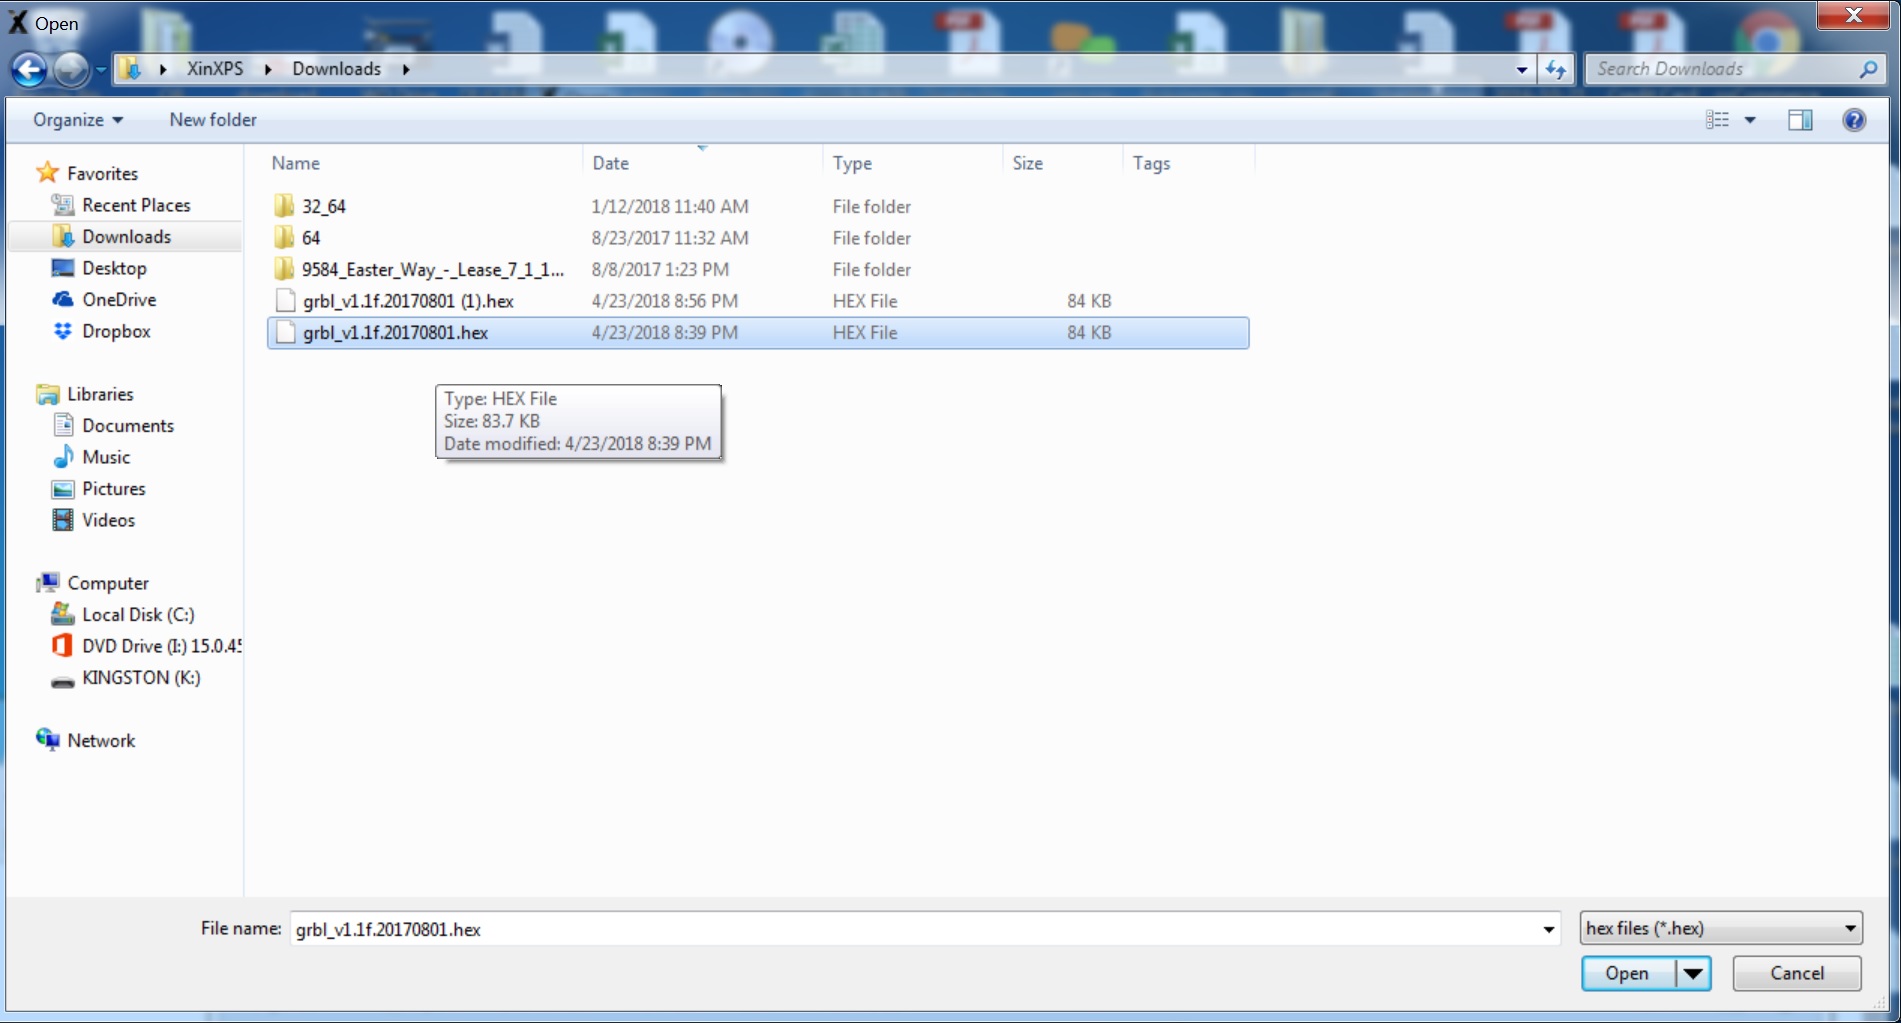 Open
XinXPS Downloads Search Downloads
Organize New folder
Name Date Type Size Tags
Favorites
Recent Places
Downloads
Desktop
OneDrive
Dropbox
Libraries
Documents
Music
Pictures
Videos
Computer
Local Disk (C:)
DVD Drive (I:) 15.0.45
KINGSTON (K:)
Network
32_64 1/12/2018 11:40 AM File folder
64 8/23/2017 11:32 AM File folder
9584_Easter_Way_-_Lease_7_1_1... 8/8/2017 1:23 PM File folder
grbl_v1.1f.20170801 (1).hex 4/23/2018 8:56 PM HEX File 84 KB
grbl_v1.1f.20170801.hex 4/23/2018 8:39 PM HEX File 84 KB
Type: HEX File
Size: 83.7 KB
Date modified: 4/23/2018 8:39 PM
File name: grbl_v1.1f.20170801.hex hex files (*.hex)
Open Cancel